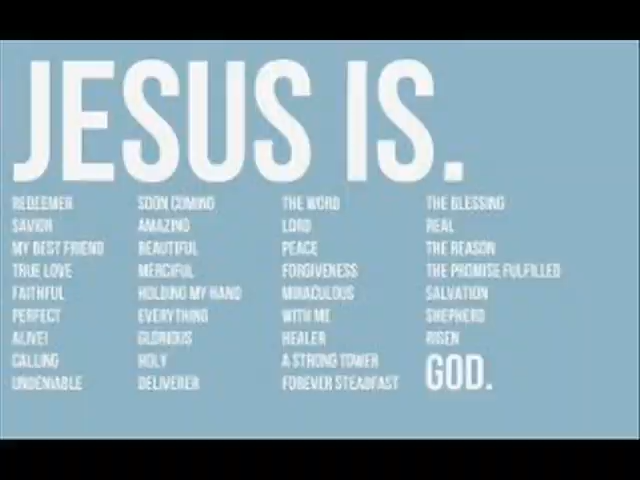 JESUS IS.
REDEEMER
SAVIOR
MY BEST FRIEND
TRUE LOVE
FAITHFUL
PERFECT
ALIVE!
CALLING
UNDENIABLE
SOON COMING
AMAZING
BEAUTIFUL
MERCIFUL
HOLDING MY HAND
EVERYTHING
GLORIOUS
HOLY
DELIVERER
THE WORD
LORD
PEACE
FORGIVENESS
MIRACULOUS
WITH ME
HEALER
A STRONG TOWER
FOREVER STEADFAST
THE BLESSING
REAL
THE REASON
THE PROMISE FULFILLED
SALVATION
SHEPHERD
RISEN
GOD.